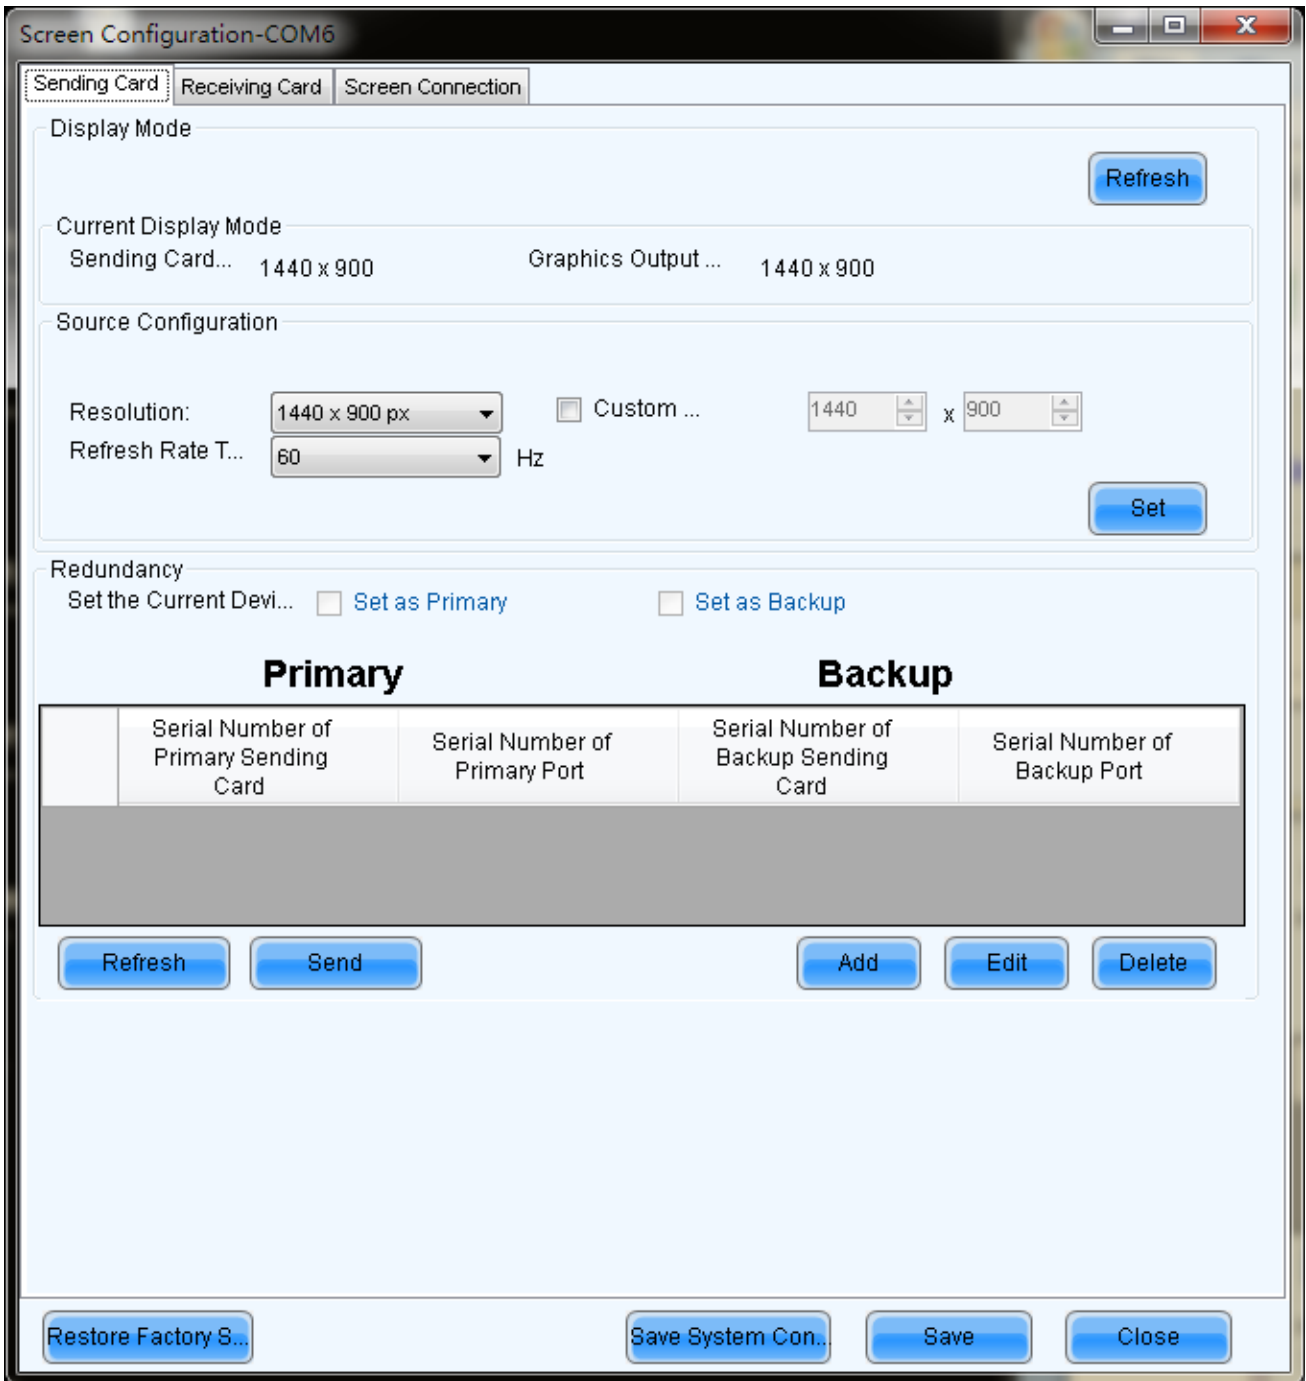 Screen Configuration-COM6
Sending Card
Receiving Card
Screen Connection
Display Mode
Refresh
Current Display Mode
Sending Card... 1440 x 900 Graphics Output ... 1440 x 900
Source Configuration
Resolution: 1440 x 900 px Custom ... 1440 x 900
Refresh Rate T... 60 Hz
Set
Redundancy
Set the Current Devi... Set as Primary Set as Backup
Primary Backup
Serial Number of
Primary Sending
Card
Serial Number of
Primary Port
Serial Number of
Backup Sending
Card
Serial Number of
Backup Port
Refresh Send Add Edit Delete
Restore Factory S... Save System Con... Save Close